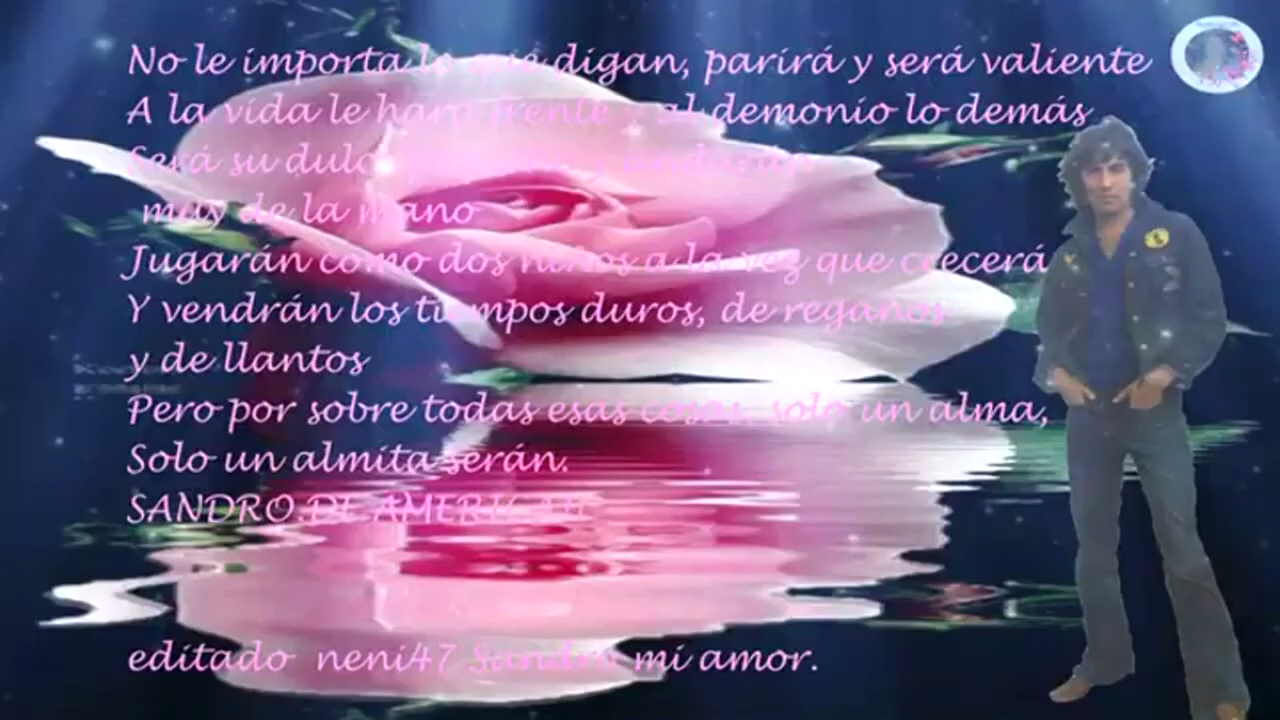 No le importa lo que digan, parirá y será valiente
A la vida le hará frente y al demonio lo demás
Será su dulc
muy de la mano
Jugarán como dos niños a la vez que crecerá
Y vendrán los tiempos duros, de regaños
y de llantos
Pero por sobre todas esas cosas, solo un alma,
Solo un almita serán.
SANDRO.DE AMERICA
editado neni47 Sandro mi amor.